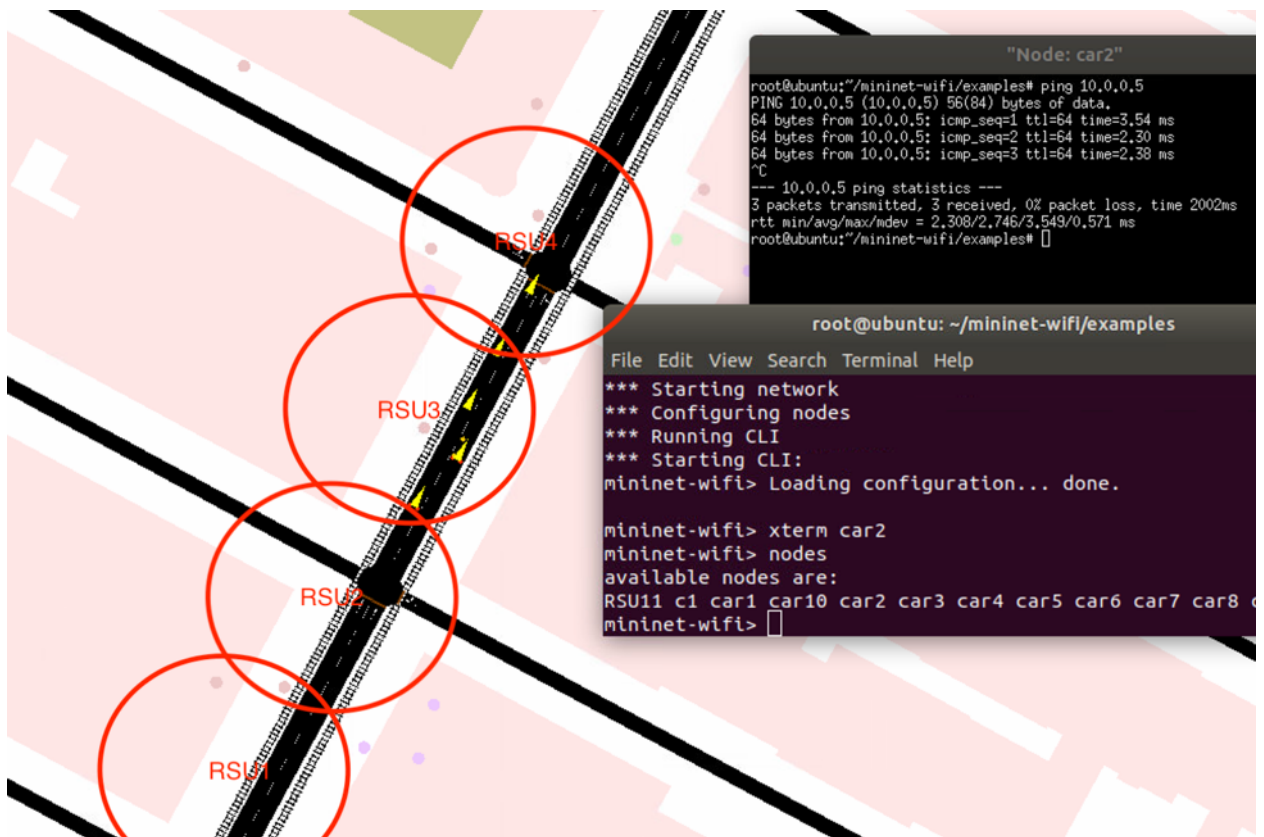 "Node: car2"
root@ubuntu:~/mininet-wifi/examples# ping 10.0.0.5
PING 10.0.0.5 (10.0.0.5) 56(84) bytes of data.
64 bytes from 10.0.0.5: icmp_seq=1 ttl=64 time=3.54 ms
64 bytes from 10.0.0.5: icmp_seq=2 ttl=64 time=2.30 ms
64 bytes from 10.0.0.5: icmp_seq=3 ttl=64 time=2.38 ms
^C
--- 10.0.0.5 ping statistics ---
3 packets transmitted, 3 received, 0% packet loss, time 2002ms
rtt min/avg/max/mdev = 2.308/2.746/3.549/0.571 ms
root@ubuntu:~/mininet-wifi/examples#
RSU4
root@ubuntu: ~/mininet-wifi/examples
File Edit View Search Terminal Help
*** Starting network
*** Configuring nodes
*** Running CLI
*** Starting CLI:
mininet-wifi> Loading configuration... done.
mininet-wifi> xterm car2
mininet-wifi> nodes
available nodes are:
RSU11 c1 car1 car10 car2 car3 car4 car5 car6 car7 car8
mininet-wifi>
RSU3
RSU2
RSU1